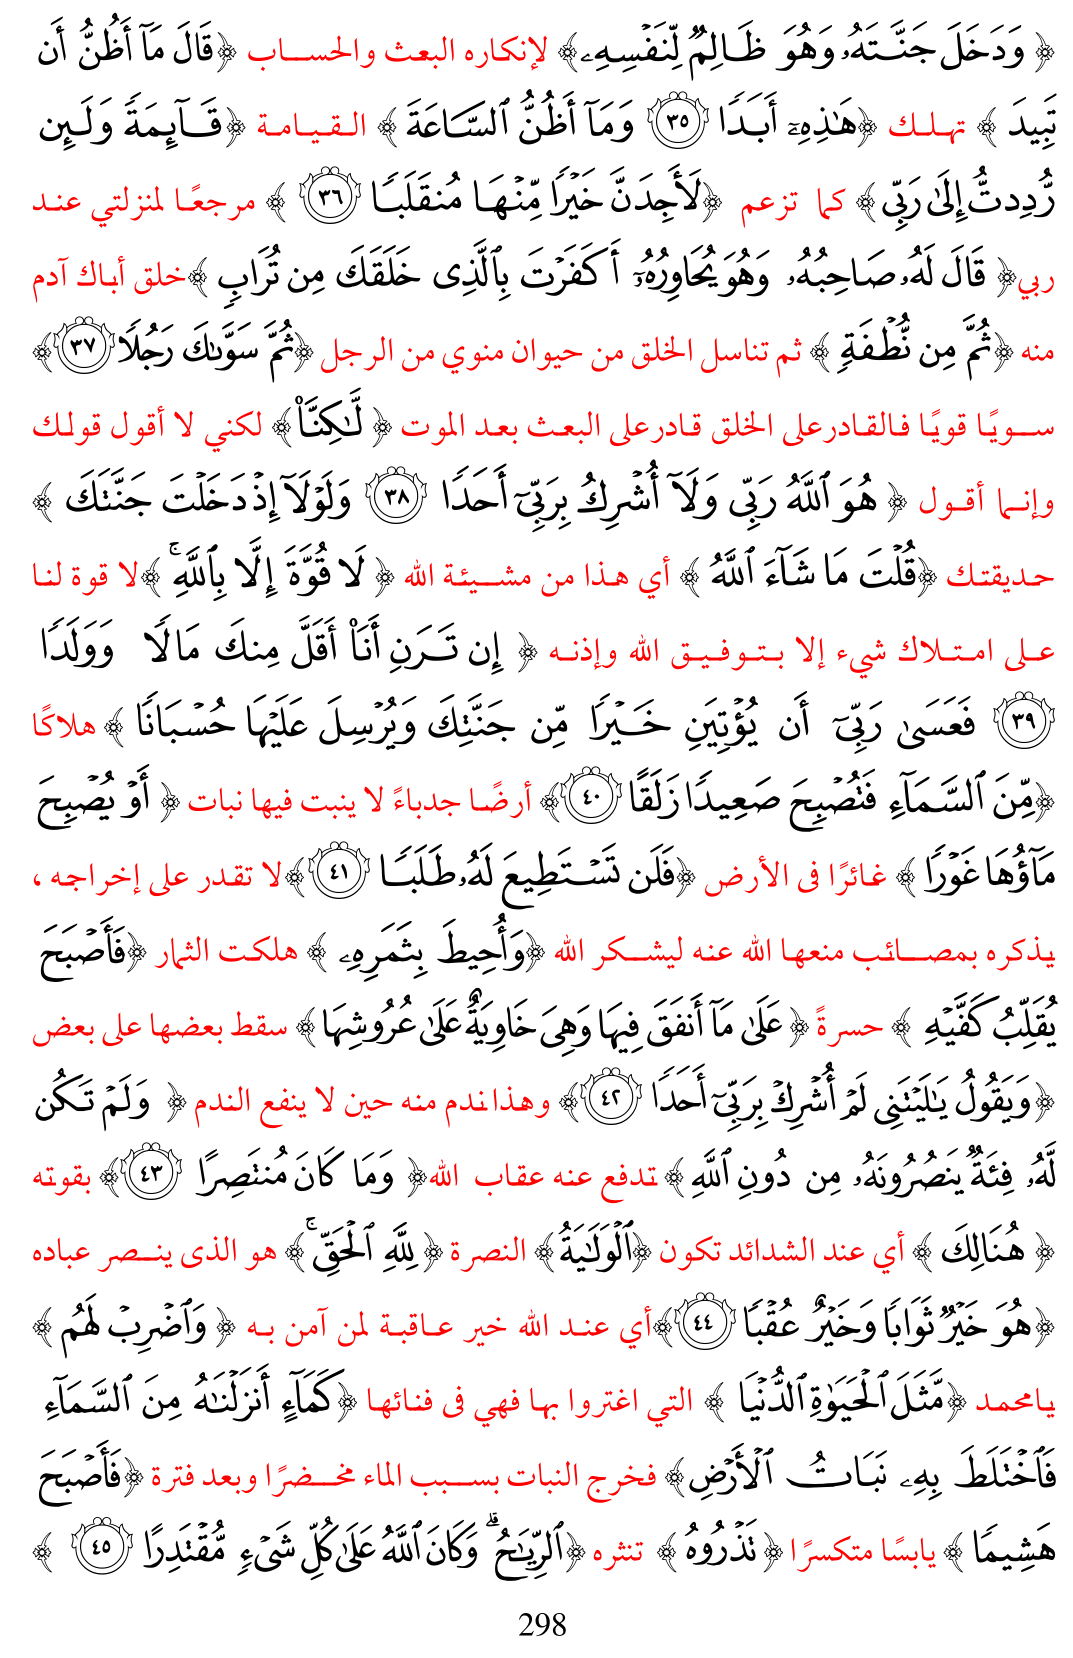 ﴿ وَدَخَلَ جَنَّتَهُۥ وَهُوَ ظَالِمٌ لِّنَفْسِهِۦ﴾ لإنكاره البعث والحساب ﴿قَالَ مَآ أَظُنُّ أَن
تَبِيدَ ﴾ تهلك ﴿هَٰذِهِۦٓ أَبَدًا ٣٥ وَمَآ أَظُنُّ ٱلسَّاعَةَ ﴾ القيامة ﴿قَآئِمَةً وَلَئِن
رُّدِدتُّ إِلَىٰ رَبِّى ﴾ كما تزعم ﴿لَأَجِدَنَّ خَيْرًا مِّنْهَا مُنقَلَبًا ٣٦ ﴾ مرجعًا لمنزلتي عند
ربي﴿ قَالَ لَهُۥ صَاحِبُهُۥ وَهُوَ يُحَاوِرُهُۥٓ أَكَفَرْتَ بِٱلَّذِى خَلَقَكَ مِن تُرَابٍ ﴾خلق أباك آدم
منه ﴿ثُمَّ مِن نُّطْفَةٍ ﴾ ثم تناسل الخلق من حيوان منوي من الرجل ﴿ثُمَّ سَوَّىٰكَ رَجُلًا ٣٧﴾
سويًا قويًا فالقادرعلى الخلق قادرعلى البعث بعد الموت ﴿ لَّٰكِنَّا۠﴾ لكني لا أقول قولك
وإنما أقول ﴿ هُوَ ٱللَّهُ رَبِّى وَلَآ أُشْرِكُ بِرَبِّىٓ أَحَدًا ٣٨ وَلَوْلَآ إِذْ دَخَلْتَ جَنَّتَكَ ﴾
حديقتك ﴿قُلْتَ مَا شَآءَ ٱللَّهُ ﴾ أي هذا من مشيئة الله ﴿ لَا قُوَّةَ إِلَّا بِٱللَّهِ ۚ ﴾لا قوة لنا
على امتلاك شيء إلا بتوفيق الله وإذنه ﴿ إِن تَرَنِ أَنَا۠ أَقَلَّ مِنكَ مَالًا وَوَلَدًا
٣٩ فَعَسَىٰ رَبِّىٓ أَن يُؤْتِيَنِ خَيْرًا مِّن جَنَّتِكَ وَيُرْسِلَ عَلَيْهَا حُسْبَانًا ﴾ هلاكًا
﴿مِّنَ ٱلسَّمَآءِ فَتُصْبِحَ صَعِيدًا زَلَقًا ٤٠﴾ أرضًا جدباءً لا ينبت فيها نبات ﴿ أَوْ يُصْبِحَ
مَآؤُهَا غَوْرًا ﴾ غائرًا فى الأرض ﴿فَلَن تَسْتَطِيعَ لَهُۥ طَلَبًا ٤١﴾لا تقدر على إخراجه ،
يذكره بمصائب منعها الله عنه ليشكر الله ﴿وَأُحِيطَ بِثَمَرِهِۦ ﴾ هلكت الثمار ﴿فَأَصْبَحَ
يُقَلِّبُ كَفَّيْهِ ﴾ حسرةً ﴿ عَلَىٰ مَآ أَنفَقَ فِيهَا وَهِىَ خَاوِيَةٌ عَلَىٰ عُرُوشِهَا﴾ سقط بعضها على بعض
﴿وَيَقُولُ يَٰلَيْتَنِى لَمْ أُشْرِكْ بِرَبِّىٓ أَحَدًا ٤٢﴾ وهذا ندم منه حين لا ينفع الندم ﴿ وَلَمْ تَكُن
لَّهُۥ فِئَةٌ يَنصُرُونَهُۥ مِن دُونِ ٱللَّهِ﴾ تدفع عنه عقاب الله﴿ وَمَا كَانَ مُنتَصِرًا ٤٣﴾ بقوته
﴿ هُنَالِكَ ﴾ أي عند الشدائد تكون ﴿ٱلْوَلَٰيَةُ﴾ النصرة ﴿ لِلَّهِ ٱلْحَقِّ ۚ ﴾ هو الذى ينصر عباده
﴿هُوَ خَيْرٌ ثَوَابًا وَخَيْرٌ عُقْبًا ٤٤﴾أي عند الله خير عاقبة لمن آمن به ﴿ وَٱضْرِبْ لَهُم ﴾
يامحمد ﴿مَّثَلَ ٱلْحَيَوٰةِ ٱلدُّنْيَا ﴾ التي اغتروا بها فهي فى فنائها ﴿كَمَآءٍ أَنزَلْنَٰهُ مِنَ ٱلسَّمَآءِ
فَٱخْتَلَطَ بِهِۦ نَبَاتُ ٱلْأَرْضِ﴾ فخرج النبات بسبب الماء مخضرًا وبعد فترة ﴿فَأَصْبَحَ
هَشِيمًا ﴾ يابسًا متكسرًا ﴿ تَذْرُوهُ ﴾ تنثره ﴿ٱلرِّيَٰحُ ۗ وَكَانَ ٱللَّهُ عَلَىٰ كُلِّ شَىْءٍ مُّقْتَدِرًا ٤٥ ﴾
298